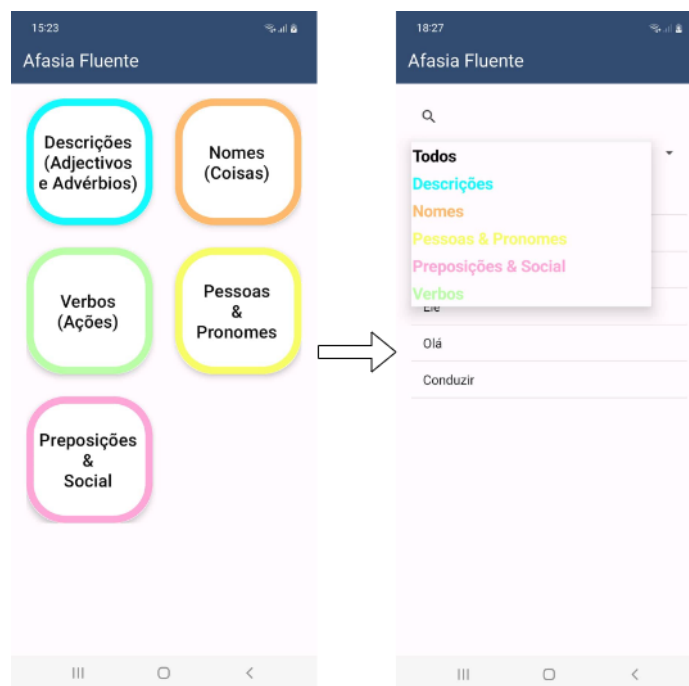 15:23
Afasia Fluente
Descrições
(Adjectivos
e Advérbios)
Nomes
(Coisas)
Verbos
(Ações)
Pessoas
&
Pronomes
Preposições
&
Social
18:27
Afasia Fluente
Todos
Descrições
Nomes
Pessoas & Pronomes
Preposições & Social
Verbos
Ele
Olá
Conduzir